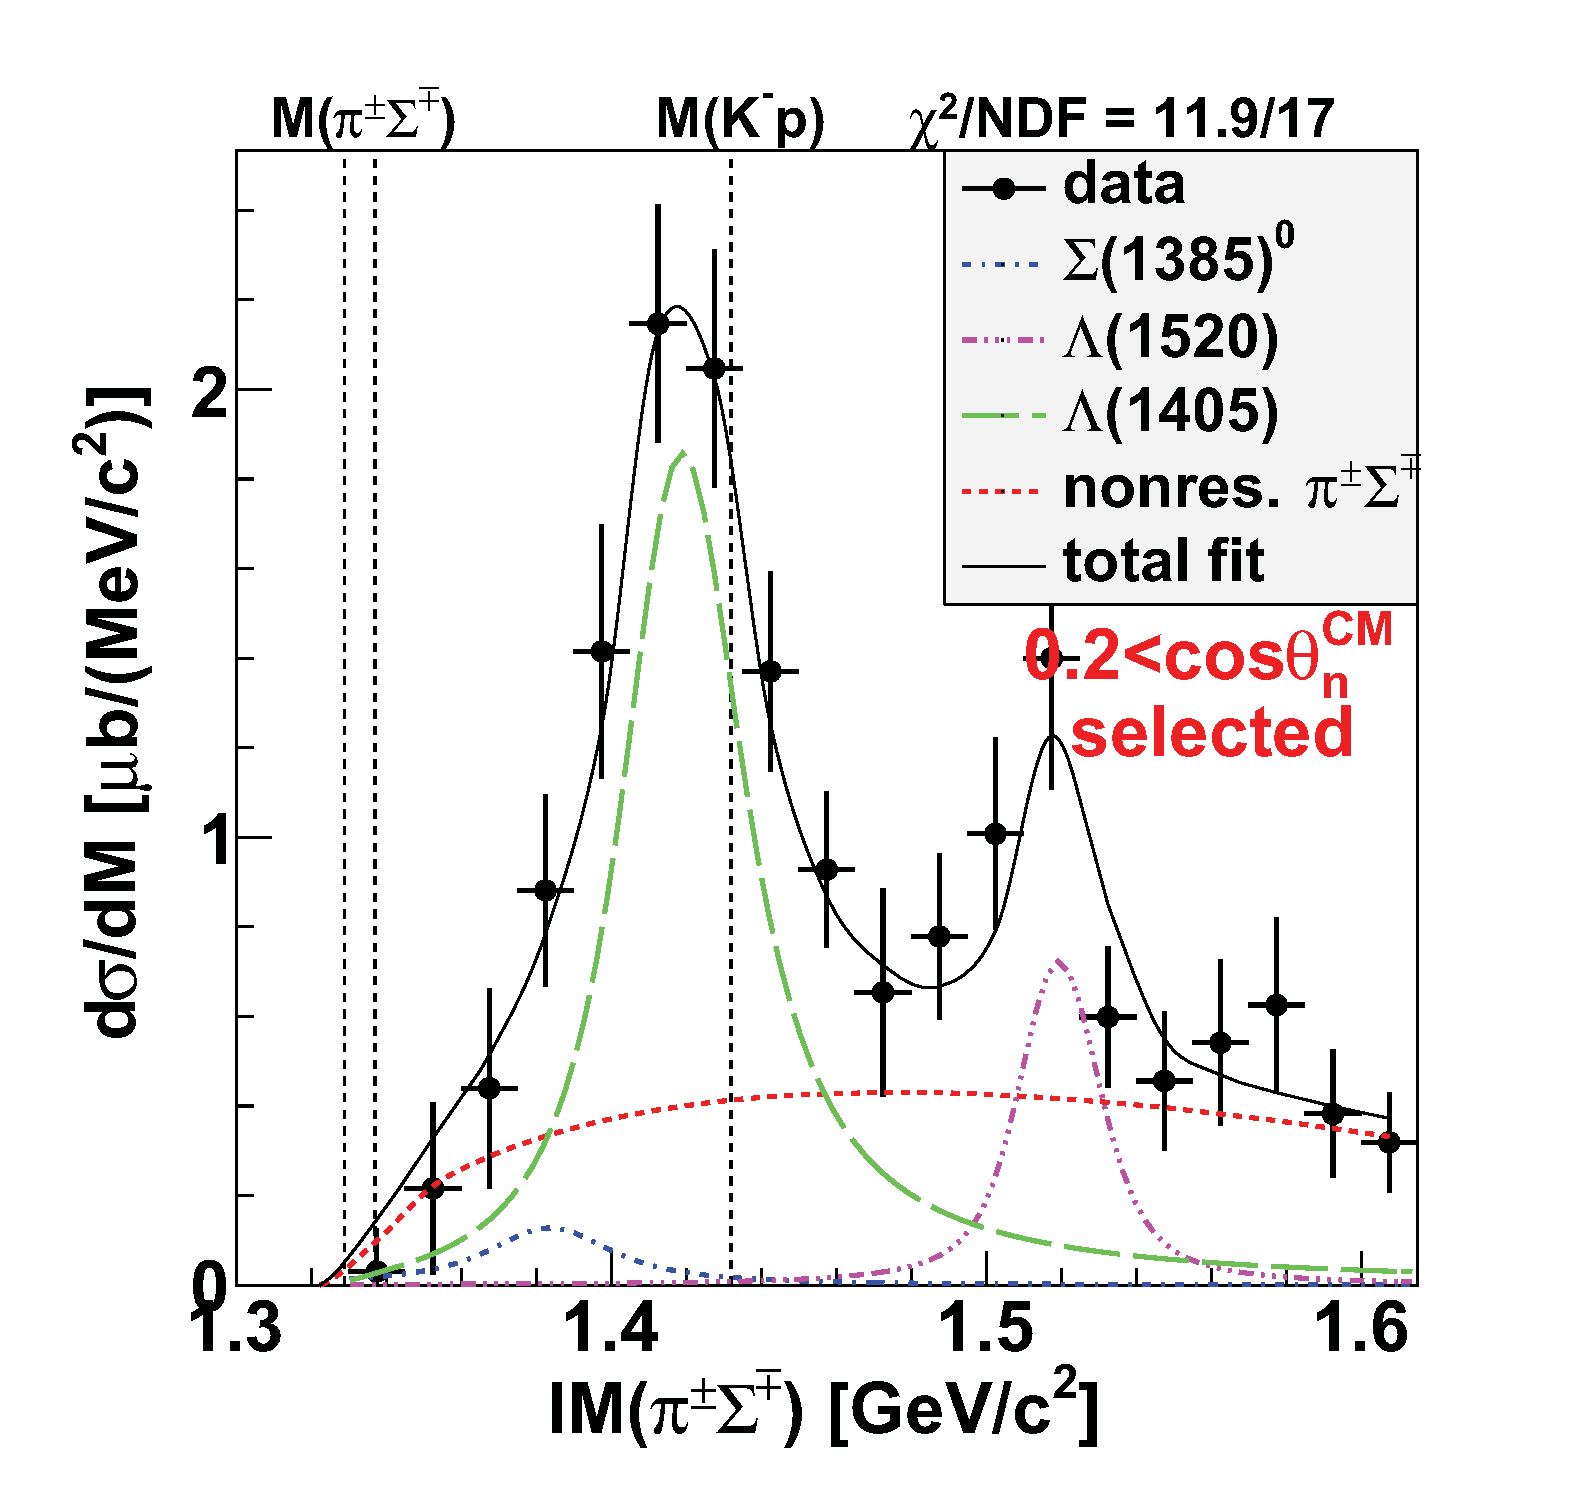 M(π±Σ∓) M(K⁻p) χ²/NDF = 11.9/17
data
Σ(1385)⁰
Λ(1520)
Λ(1405)
nonres. π±Σ∓
total fit
0.2<cosθₙᶜᴹ
selected
dσ/dM [μb/(MeV/c²)]
2
1
0
1.3 1.4 1.5 1.6
IM(π±Σ∓) [GeV/c²]